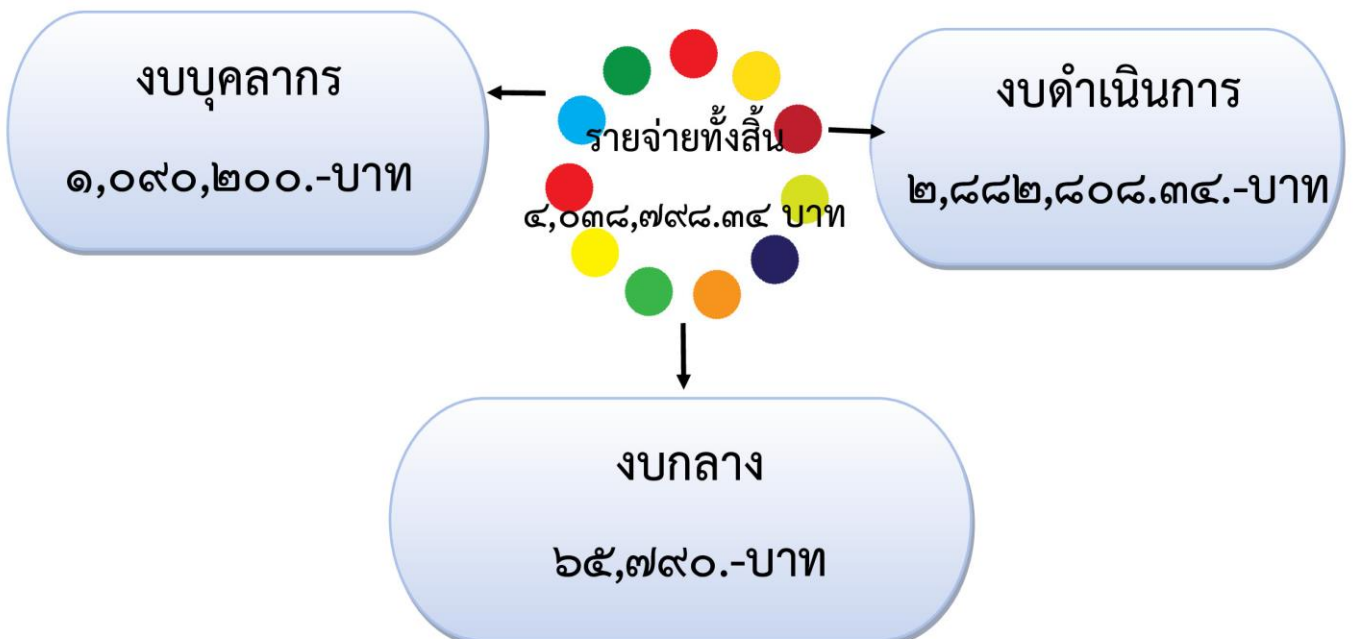 งบบุคลากร
๑,๐๙๐,๒๐๐.-บาท
รายจ่ายทั้งสิ้น
๔,๐๓๘,๗๙๘.๓๔ บาท
งบดำเนินการ
๒,๘๘๒,๘๐๘.๓๔.-บาท
งบกลาง
๖๕,๗๙๐.-บาท